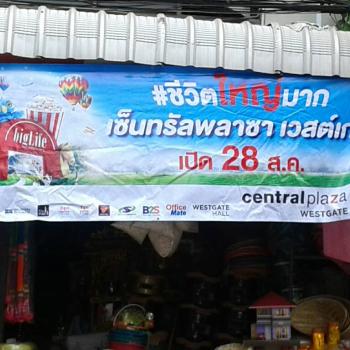 #ชีวิตใหญ่มาก
เซ็นทรัลพลาซา เวสต์เก
เปิด 28 ส.ค.
bigLife
centralplaza
WESTGATE
B2S
Office Mate
WESTGATE HALL